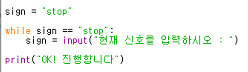 sign = "stop"
while sign == "stop":
    sign = input("현재 신호를 입력하시오 : ")
print("OK! 진행합니다")